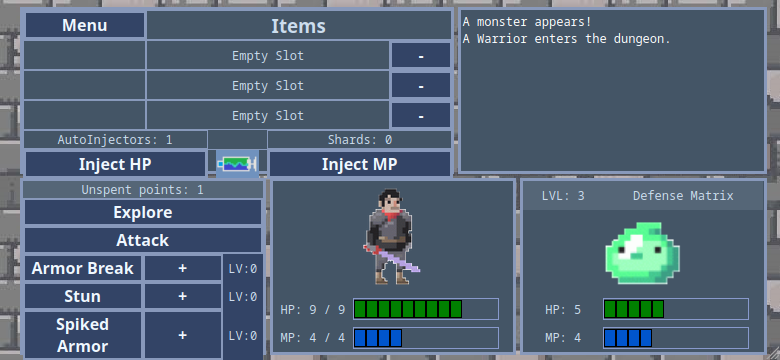 Menu
Items
Empty Slot
-
Empty Slot
-
Empty Slot
-
AutoInjectors: 1
Shards: 0
Inject HP
Inject MP
A monster appears!
A Warrior enters the dungeon.
Unspent points: 1
Explore
Attack
Armor Break
+
LV:0
Stun
+
LV:0
Spiked
Armor
+
LV:0
HP: 9 / 9
MP: 4 / 4
LVL: 3
Defense Matrix
HP: 5
MP: 4